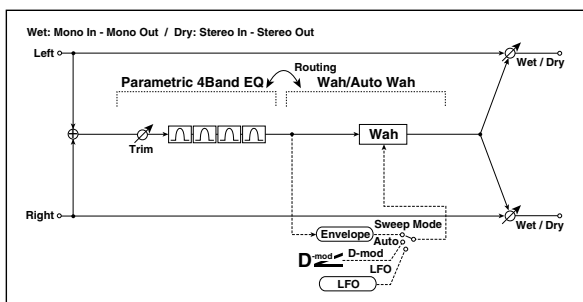 Wet: Mono In - Mono Out / Dry: Stereo In - Stereo Out
Left
Wet / Dry
Routing
Parametric 4Band EQ
Wah/Auto Wah
Trim
Wah
Right
Wet / Dry
Envelope
Sweep Mode
Auto
D-mod
D-mod
LFO
LFO